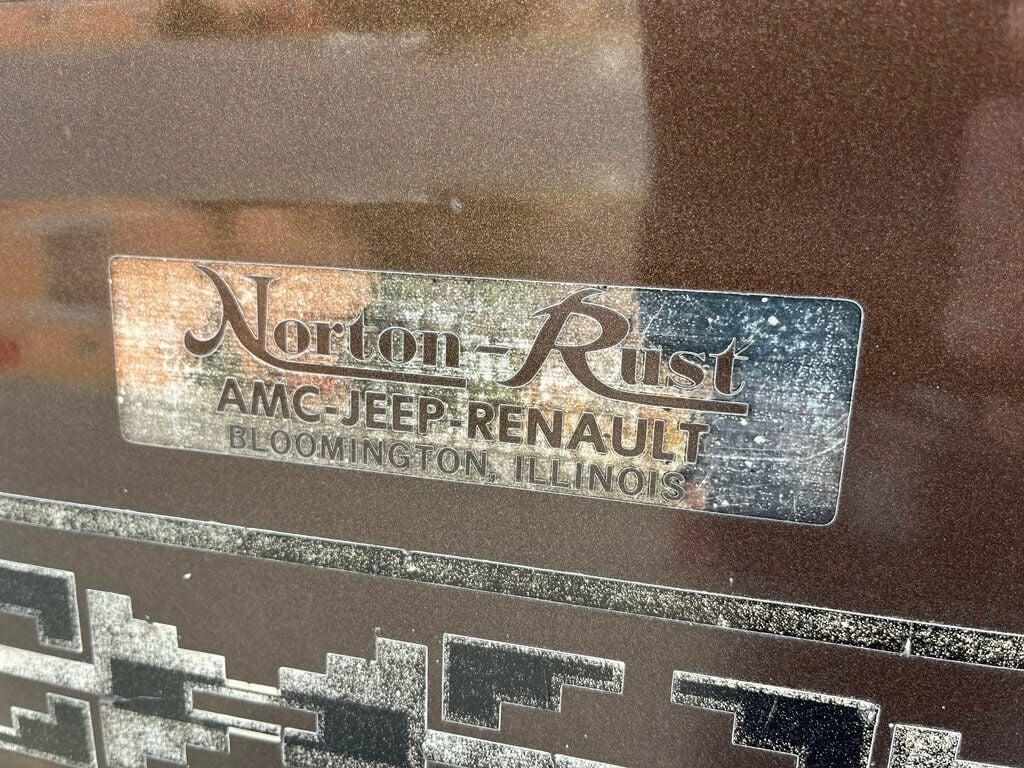 Norton-Rust
AMC-JEEP-RENAULT
BLOOMINGTON, ILLINOIS